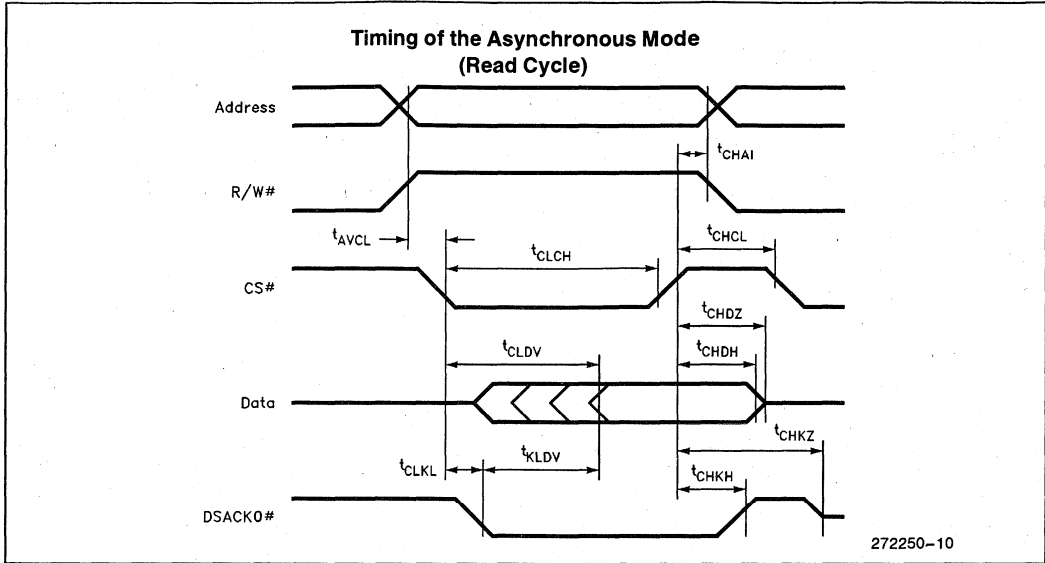 Timing of the Asynchronous Mode
(Read Cycle)
Address
tCHAI
R/W#
tAVCL
tCLCH
tCHCL
CS#
tCHDZ
tCLDV
tCHDH
Data
tCHKZ
tCLKL
tKLDV
tCHKH
DSACK0#
272250-10